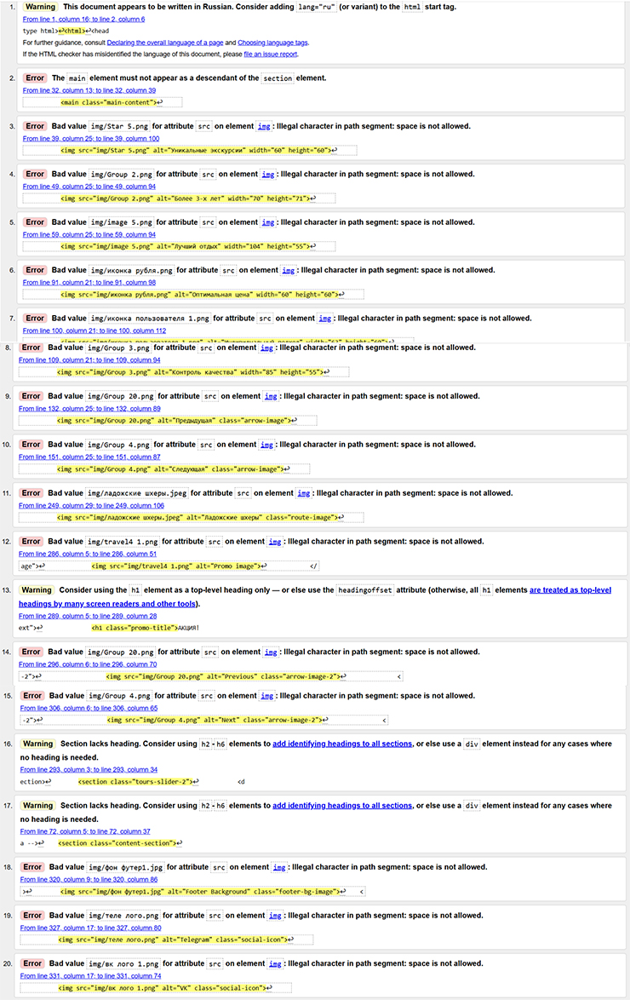 1. Warning This document appears to be written in Russian. Consider adding lang="ru" (or variant) to the html start tag.
From line 1, column 16; to line 2, column 6
type html>↩<html>↩<head
For further guidance, consult Declaring the overall language of a page and Choosing language tags.
If the HTML checker has misidentified the language of this document, please file an issue report.
2. Error The main element must not appear as a descendant of the section element.
From line 32, column 13; to line 32, column 39
<main class="main-content">↩
3. Error Bad value img/Star 5.png for attribute src on element img: Illegal character in path segment: space is not allowed.
From line 39, column 25; to line 39, column 100
<img src="img/Star 5.png" alt="Уникальные экскурсии" width="60" height="60">↩
4. Error Bad value img/Group 2.png for attribute src on element img: Illegal character in path segment: space is not allowed.
From line 49, column 25; to line 49, column 94
<img src="img/Group 2.png" alt="Более 3-х лет" width="70" height="71">↩
5. Error Bad value img/image 5.png for attribute src on element img: Illegal character in path segment: space is not allowed.
From line 59, column 25; to line 59, column 94
<img src="img/image 5.png" alt="Лучший отдых" width="104" height="55">↩
6. Error Bad value img/иконка рубля.png for attribute src on element img: Illegal character in path segment: space is not allowed.
From line 91, column 21; to line 91, column 98
<img src="img/иконка рубля.png" alt="Оптимальная цена" width="60" height="60">↩
7. Error Bad value img/иконка пользователя 1.png for attribute src on element img: Illegal character in path segment: space is not allowed.
From line 100, column 21; to line 100, column 112
8. Error Bad value img/Group 3.png for attribute src on element img: Illegal character in path segment: space is not allowed.
From line 109, column 21; to line 109, column 94
<img src="img/Group 3.png" alt="Контроль качества" width="85" height="55">↩
9. Error Bad value img/Group 20.png for attribute src on element img: Illegal character in path segment: space is not allowed.
From line 132, column 25; to line 132, column 89
<img src="img/Group 20.png" alt="Предыдущая" class="arrow-image">↩
10. Error Bad value img/Group 4.png for attribute src on element img: Illegal character in path segment: space is not allowed.
From line 151, column 25; to line 151, column 87
<img src="img/Group 4.png" alt="Следующая" class="arrow-image">↩
11. Error Bad value img/ладожские шхеры.jpeg for attribute src on element img: Illegal character in path segment: space is not allowed.
From line 249, column 29; to line 249, column 106
<img src="img/ладожские шхеры.jpeg" alt="Ладожские шхеры" class="route-image">↩
12. Error Bad value img/travel4 1.png for attribute src on element img: Illegal character in path segment: space is not allowed.
From line 286, column 5; to line 286, column 51
age">↩ <img src="img/travel4 1.png" alt="Promo image">↩ </
13. Warning Consider using the h1 element as a top-level heading only — or else use the headingoffset attribute (otherwise, all h1 elements are treated as top-level
headings by many screen readers and other tools).
From line 289, column 5; to line 289, column 28
ext">↩ <h1 class="promo-title">АКЦИЯ!
14. Error Bad value img/Group 20.png for attribute src on element img: Illegal character in path segment: space is not allowed.
From line 296, column 6; to line 296, column 70
-2">↩ <img src="img/Group 20.png" alt="Previous" class="arrow-image-2">↩ <
15. Error Bad value img/Group 4.png for attribute src on element img: Illegal character in path segment: space is not allowed.
From line 306, column 6; to line 306, column 65
-2">↩ <img src="img/Group 4.png" alt="Next" class="arrow-image-2">↩ <
16. Warning Section lacks heading. Consider using h2-h6 elements to add identifying headings to all sections, or else use a div element instead for any cases where
no heading is needed.
From line 293, column 3; to line 293, column 34
ection>↩ <section class="tours-slider-2">↩ <d
17. Warning Section lacks heading. Consider using h2-h6 elements to add identifying headings to all sections, or else use a div element instead for any cases where
no heading is needed.
From line 72, column 5; to line 72, column 37
а -->↩ <section class="content-section">↩
18. Error Bad value img/фон футер1.jpg for attribute src on element img: Illegal character in path segment: space is not allowed.
From line 320, column 9; to line 320, column 86
>↩ <img src="img/фон футер1.jpg" alt="Footer Background" class="footer-bg-image">↩ <
19. Error Bad value img/теле лого.png for attribute src on element img: Illegal character in path segment: space is not allowed.
From line 327, column 17; to line 327, column 80
<img src="img/теле лого.png" alt="Telegram" class="social-icon">↩
20. Error Bad value img/вк лого 1.png for attribute src on element img: Illegal character in path segment: space is not allowed.
From line 331, column 17; to line 331, column 74
<img src="img/вк лого 1.png" alt="VK" class="social-icon">↩